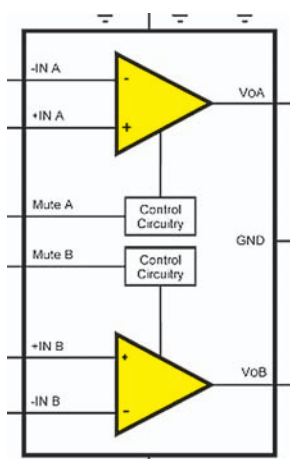 -IN A
-
VoA
+IN A
+
Mute A
Control
Circuitry
GND
Mute B
Control
Circuitry
+IN B
+
VoB
-IN B
-